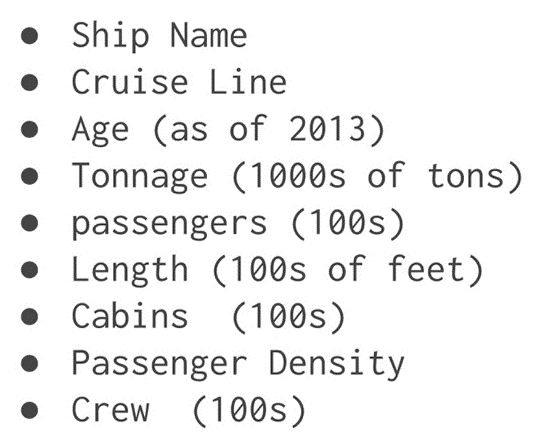 ● Ship Name
● Cruise Line
● Age (as of 2013)
● Tonnage (1000s of tons)
● passengers (100s)
● Length (100s of feet)
● Cabins  (100s)
● Passenger Density
● Crew  (100s)